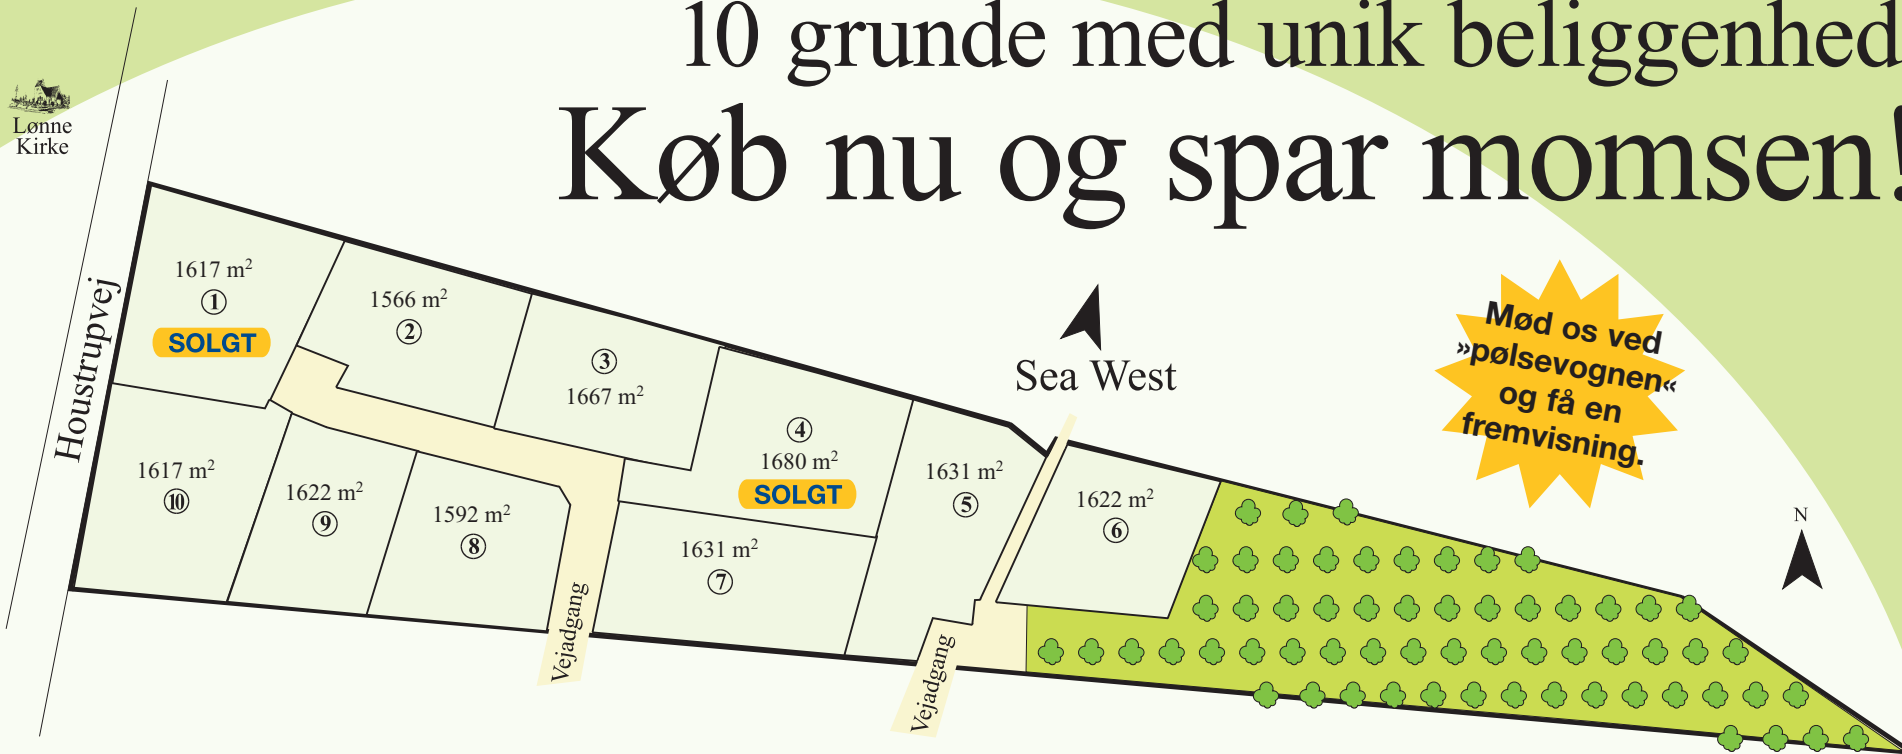 10 grunde med unik beliggenhed
Køb nu og spar momsen!
Lønne
Kirke
Houstrupvej
1617 m²
1
SOLGT
1566 m²
2
3
1667 m²
4
1680 m²
SOLGT
1631 m²
5
1622 m²
6
1631 m²
7
1592 m²
8
1622 m²
9
1617 m²
10
Vejadgang
Vejadgang
Sea West
Mød os ved
»pølsevognen«
og få en
fremvisning.
N